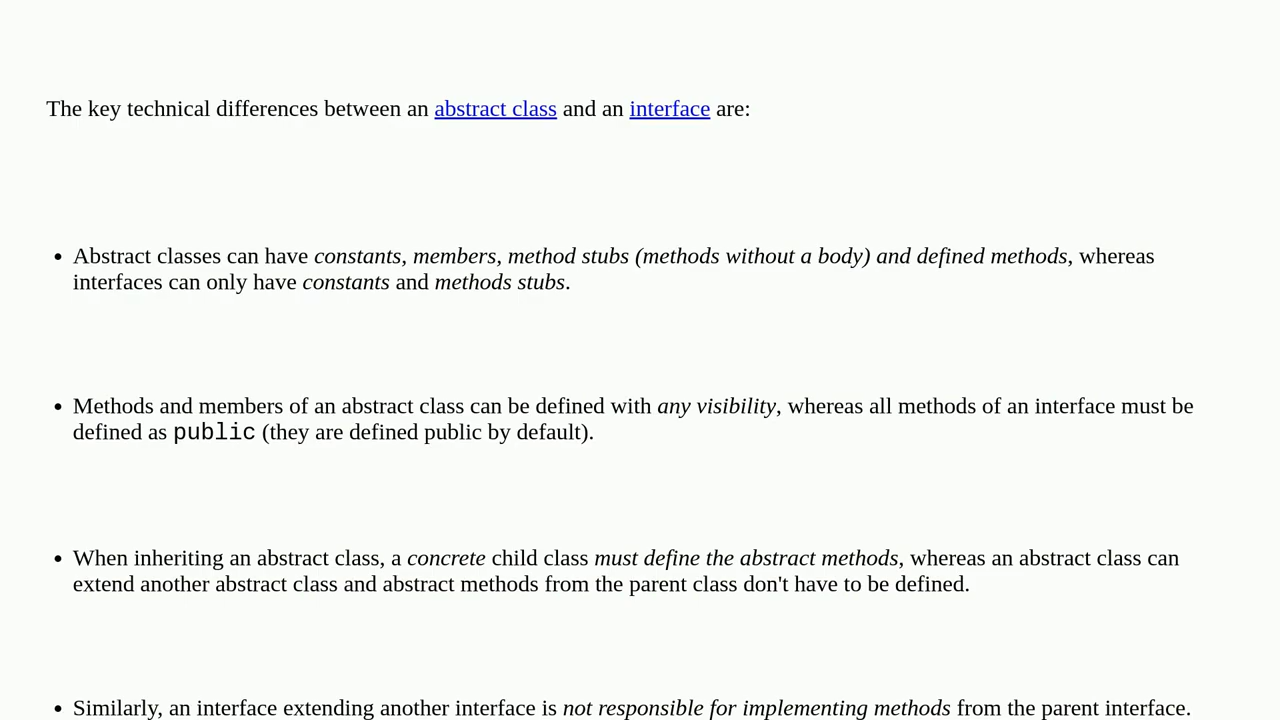 The key technical differences between an abstract class and an interface are:
• Abstract classes can have constants, members, method stubs (methods without a body) and defined methods, whereas
interfaces can only have constants and methods stubs.
• Methods and members of an abstract class can be defined with any visibility, whereas all methods of an interface must be
defined as public (they are defined public by default).
• When inheriting an abstract class, a concrete child class must define the abstract methods, whereas an abstract class can
extend another abstract class and abstract methods from the parent class don't have to be defined.
• Similarly, an interface extending another interface is not responsible for implementing methods from the parent interface.